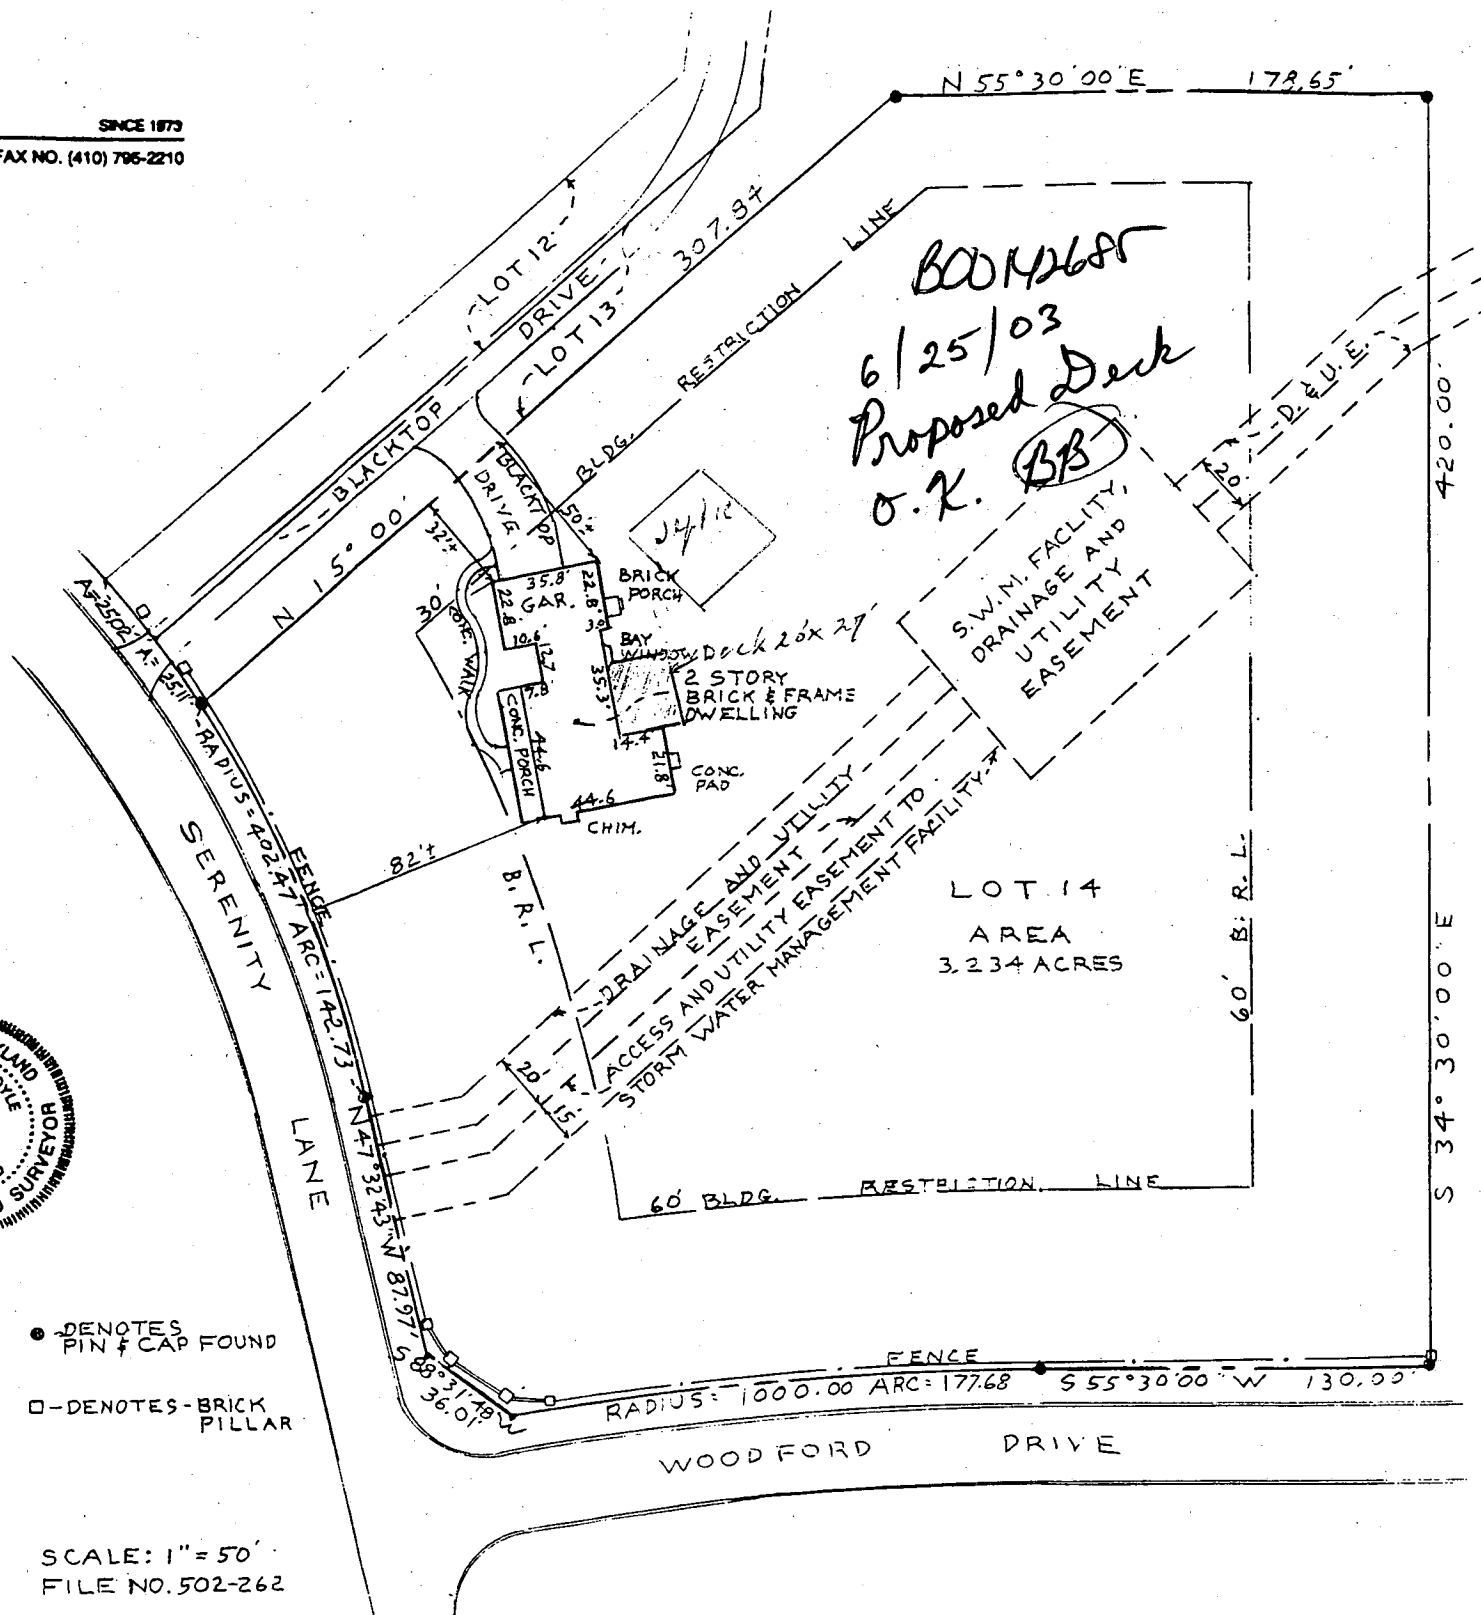 SINCE 1973
FAX NO. (410) 795-2210
N 55° 30' 00" E 178.65'
LOT 12
DRIVE
LOT 13
307.84
BLDG. RESTRICTION LINE
B00142685
6/25/03
Proposed Deck
O.K. BB
D. & U. E.
20'
420.00'
S 34° 30' 00" E
BLACKTOP
N 15° 00'
BLACKTOP
DRIVE
32'±
50'±
30'
A=25.02'
A=25.11'
CONC. WALK
35.8'
GAR.
22.8'
22.8'
3.0
10.6'
12.7
7.8
BRICK
PORCH
BAY
WINDOW
Deck 26x27'
35.3'
2 STORY
BRICK & FRAME
DWELLING
CONC. PORCH
44.6
14.4
21.8'
CONC.
PAD
44.6
CHIM.
S.W.M. FACLITY,
DRAINAGE AND
UTILITY
EASEMENT
82'±
B. R. L.
DRAINAGE AND UTILITY
EASEMENT
ACCESS AND UTILITY EASEMENT TO
STORM WATER MANAGEMENT FACILITY.
20'
15'
LOT 14
AREA
3.234 ACRES
60' B. R. L.
60' BLDG. RESTRICTION LINE
RADIUS = 402.47' ARC = 142.73
FENCE
SERENITY
LANE
N 47° 32' 43" W 87.97'
S 88° 31' 48" W
36.01'
FENCE
RADIUS = 1000.00 ARC = 177.68 S 55° 30' 00" W 130.00'
WOODFORD DRIVE
SURVEYOR
DENOTES
PIN & CAP FOUND
DENOTES-BRICK
PILLAR
SCALE: 1" = 50'
FILE NO. 502-262